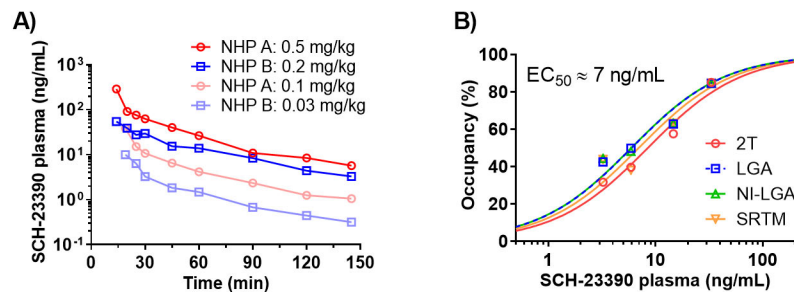 A)
NHP A: 0.5 mg/kg
NHP B: 0.2 mg/kg
NHP A: 0.1 mg/kg
NHP B: 0.03 mg/kg
SCH-23390 plasma (ng/mL)
10³
10²
10¹
10⁰
10⁻¹
0 30 60 90 120 150
Time (min)
B)
EC₅₀ ≈ 7 ng/mL
Occupancy (%)
100
80
60
40
20
0
2T
LGA
NI-LGA
SRTM
1 10 100
SCH-23390 plasma (ng/mL)